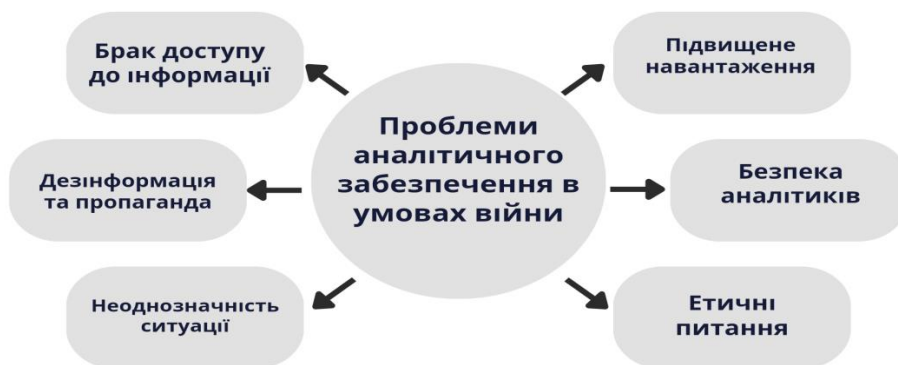 Брак доступу
до інформації
Дезінформація
та пропаганда
Неоднозначність
ситуації
Проблеми
аналітичного
забезпечення в
умовах війни
Підвищене
навантаження
Безпека
аналітиків
Етичні
питання